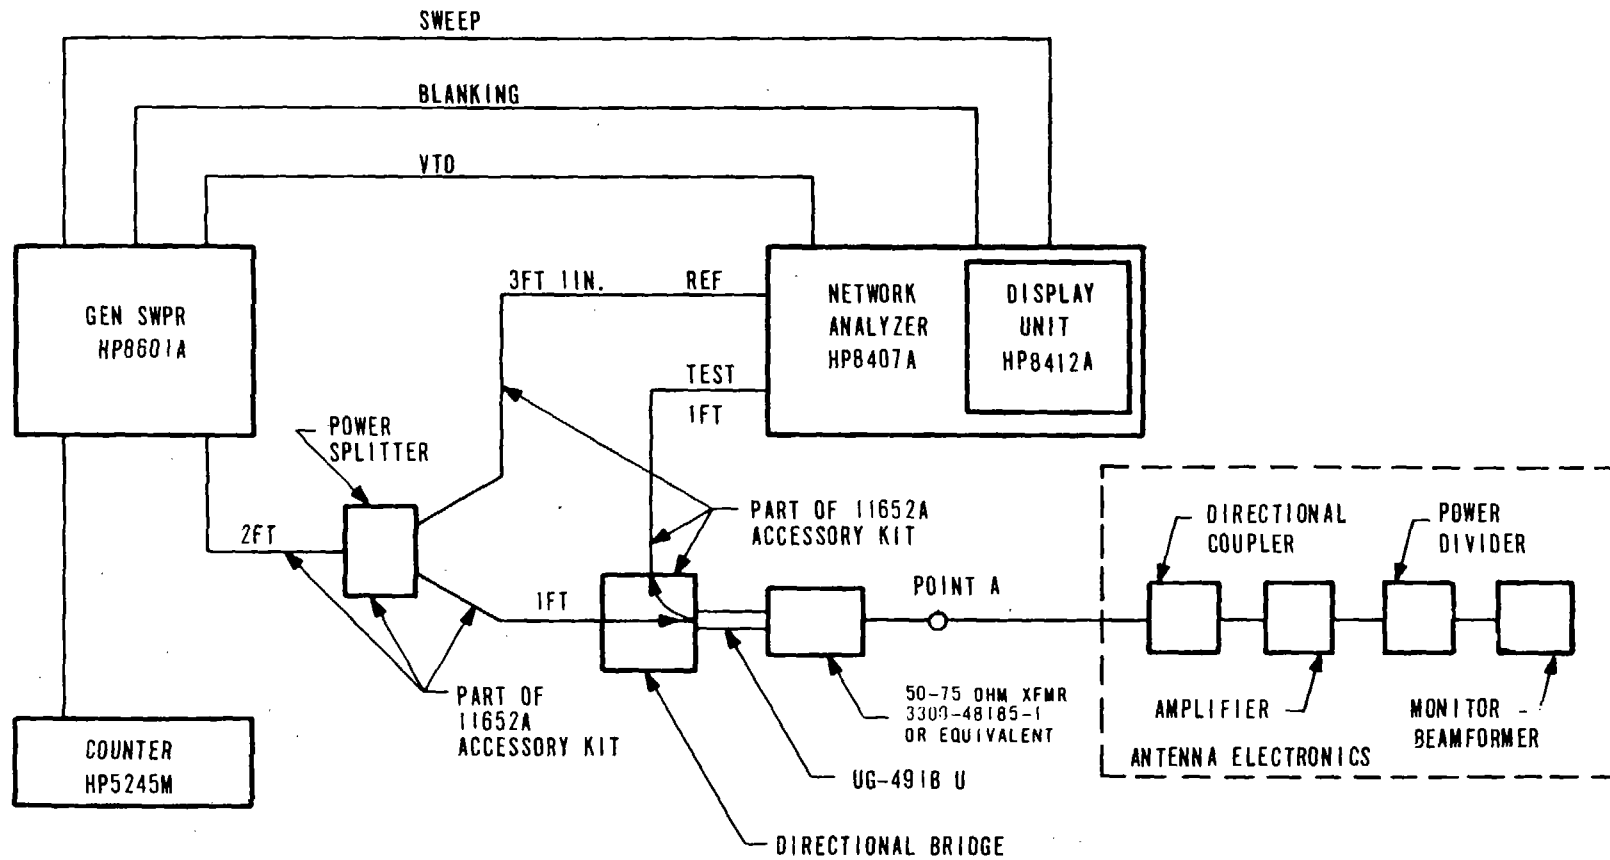 SWEEP
BLANKING
VTO
GEN SWPR
HP8601A
3FT 1IN.
REF
NETWORK
ANALYZER
HP8407A
DISPLAY
UNIT
HP8412A
TEST
1FT
POWER
SPLITTER
2FT
PART OF 11652A
ACCESSORY KIT
1FT
POINT A
DIRECTIONAL
COUPLER
POWER
DIVIDER
PART OF
11652A
ACCESSORY KIT
50-75 OHM XFMR
3309-48185-1
OR EQUIVALENT
AMPLIFIER
MONITOR
BEAMFORMER
ANTENNA ELECTRONICS
COUNTER
HP5245M
UG-491B U
DIRECTIONAL BRIDGE